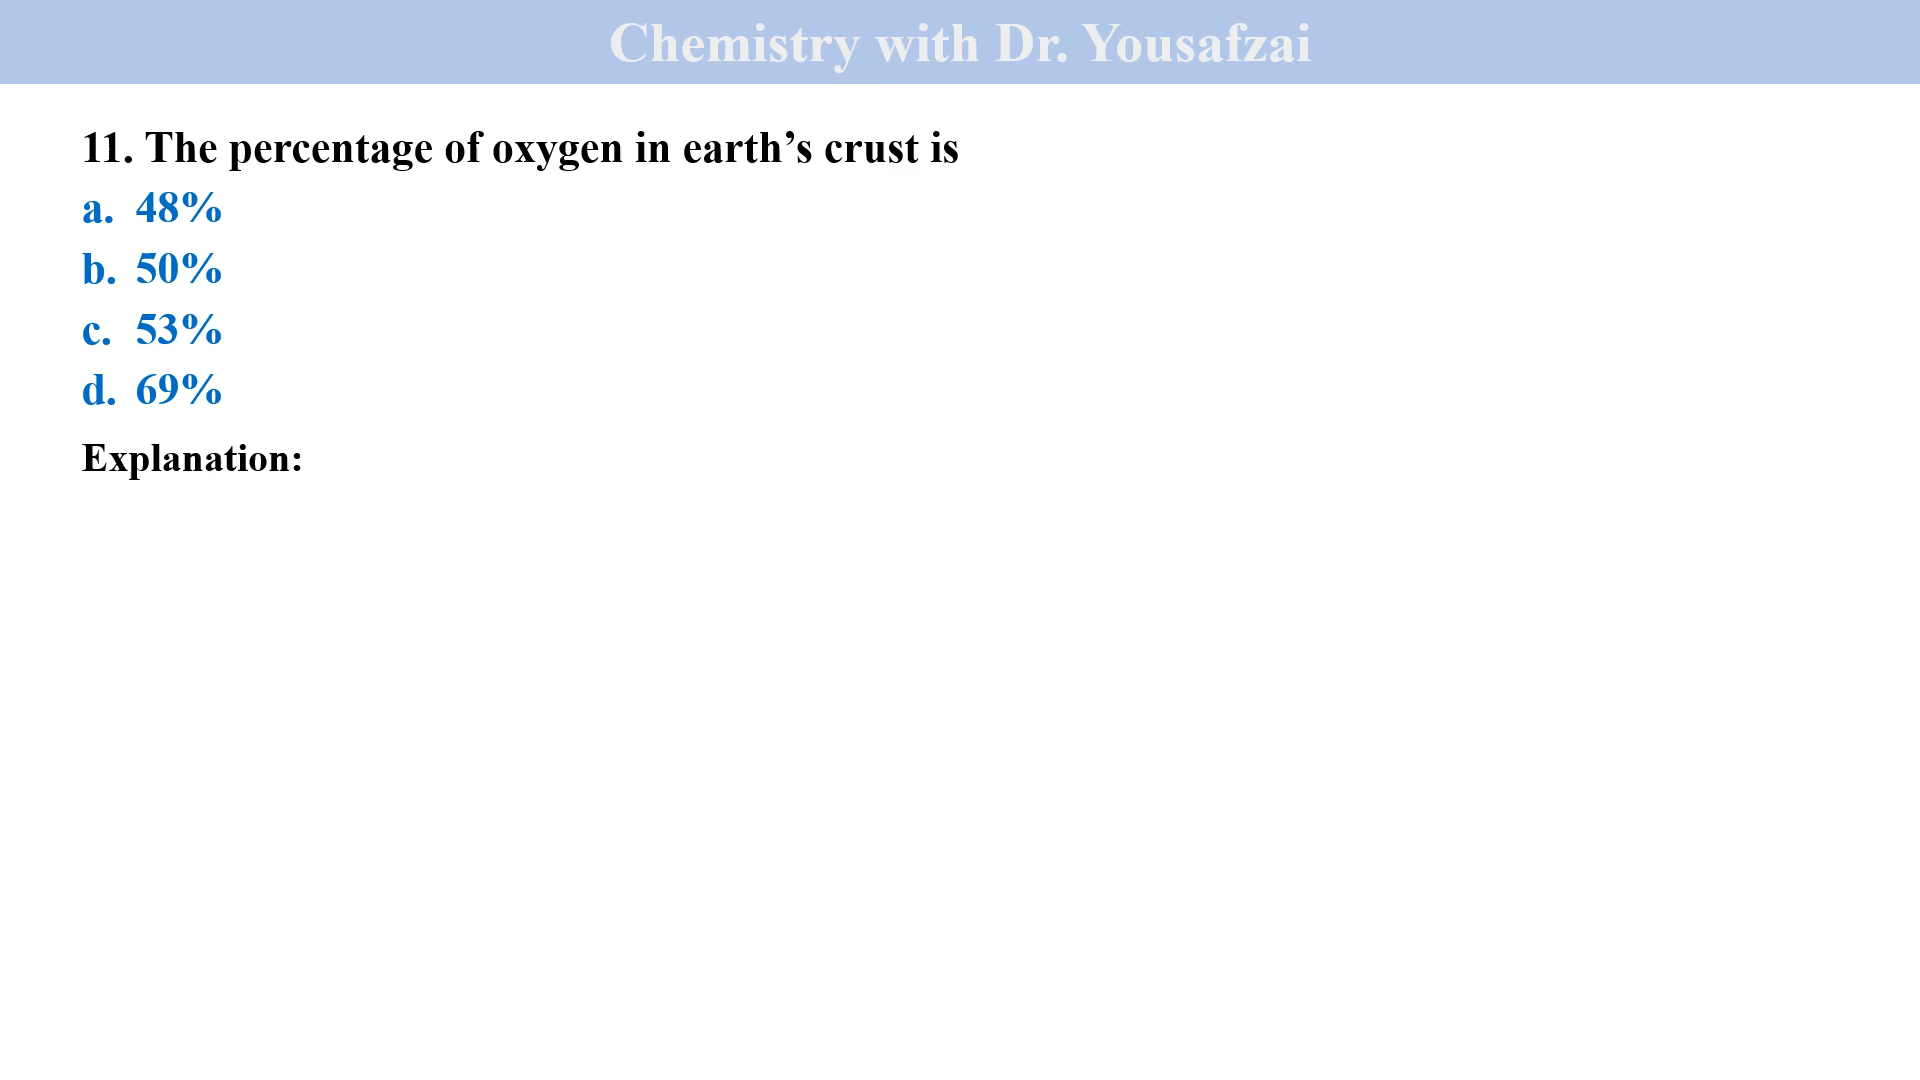 Chemistry with Dr. Yousafzai
11. The percentage of oxygen in earth’s crust is
a. 48%
b. 50%
c. 53%
d. 69%
Explanation: